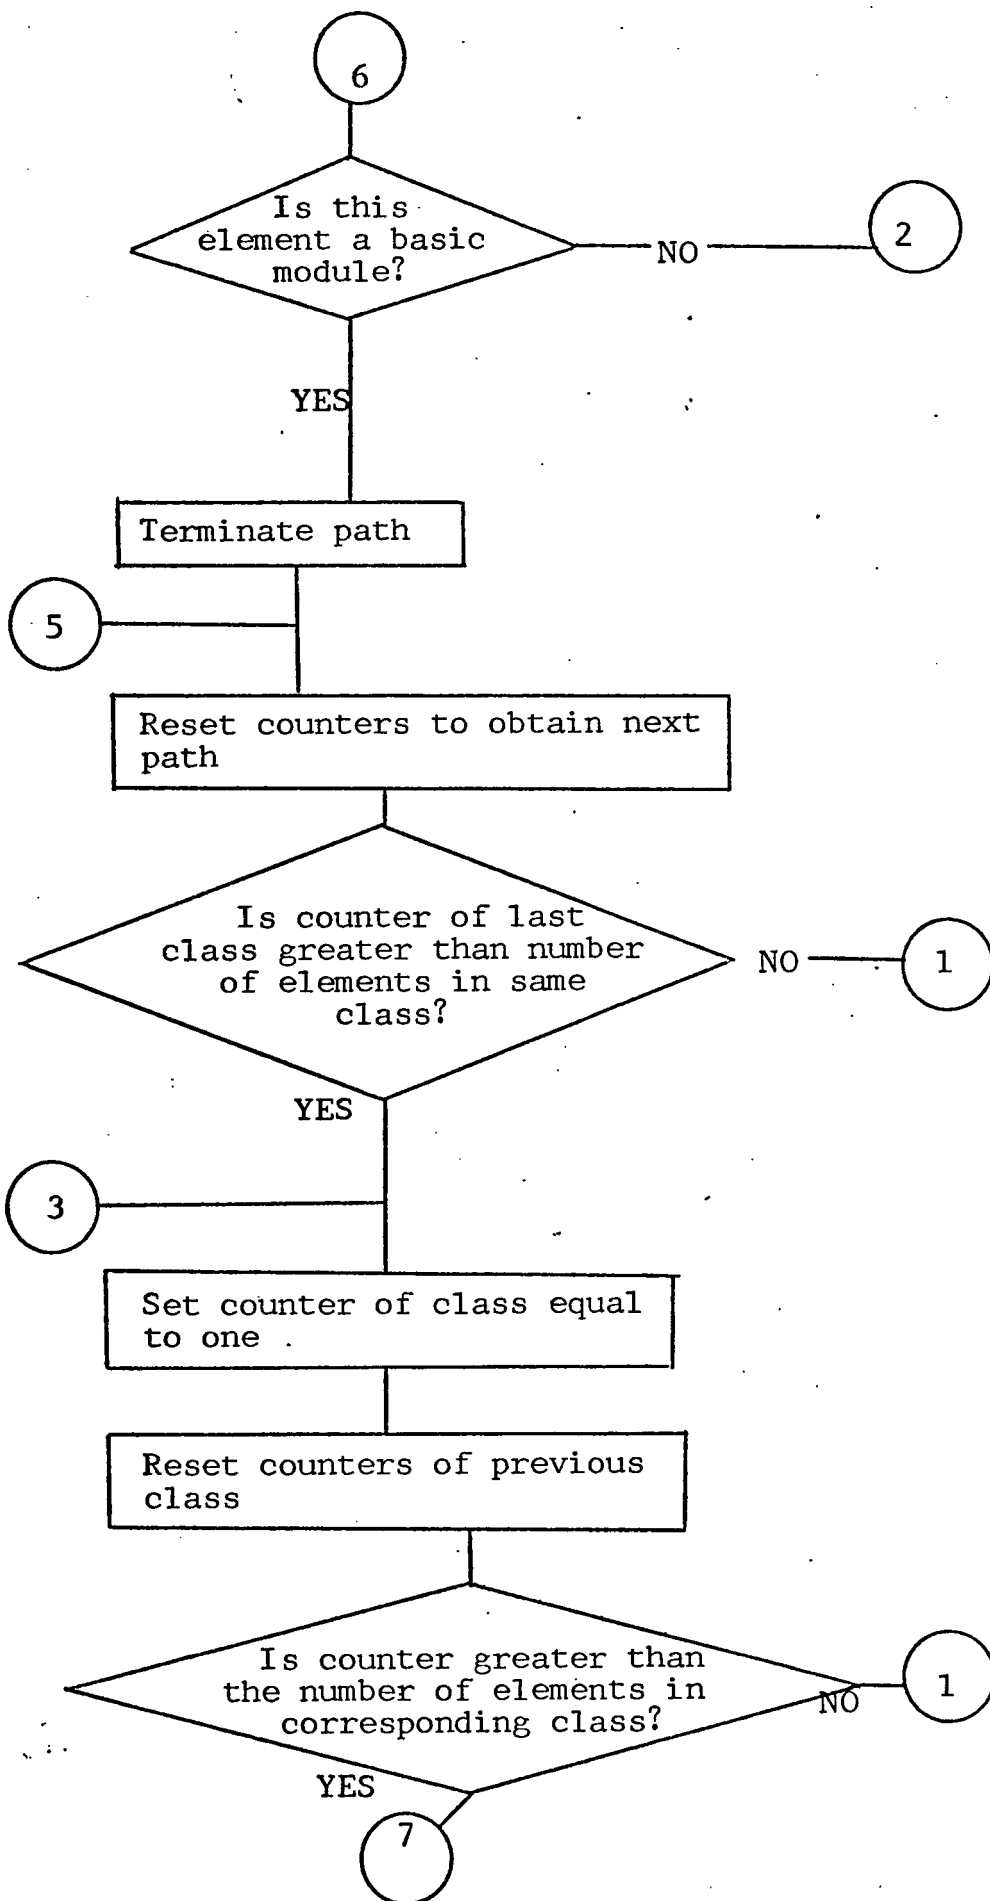 6
Is this
element a basic
module?
NO
2
YES
Terminate path
5
Reset counters to obtain next
path
Is counter of last
class greater than number
of elements in same
class?
NO
1
YES
3
Set counter of class equal
to one
Reset counters of previous
class
Is counter greater than
the number of elements in
corresponding class?
NO
1
YES
7